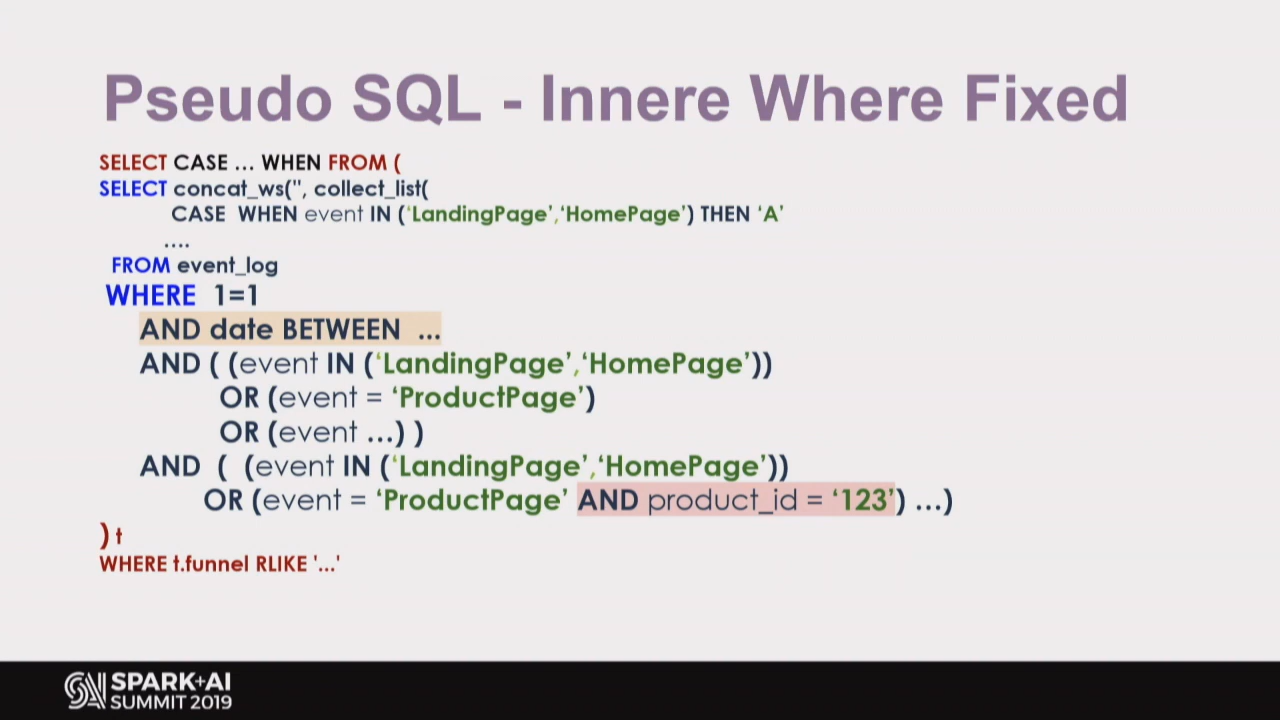 Pseudo SQL - Innere Where Fixed
SELECT CASE ... WHEN FROM (
SELECT concat_ws('', collect_list(
CASE WHEN event IN ('LandingPage','HomePage') THEN 'A'
....
FROM event_log
WHERE 1=1
AND date BETWEEN ...
AND ( (event IN ('LandingPage','HomePage'))
OR (event = 'ProductPage')
OR (event ...) )
AND ( (event IN ('LandingPage','HomePage'))
OR (event = 'ProductPage' AND product_id = '123') ...)
) t
WHERE t.funnel RLIKE '...'
SPARK+AI
SUMMIT 2019